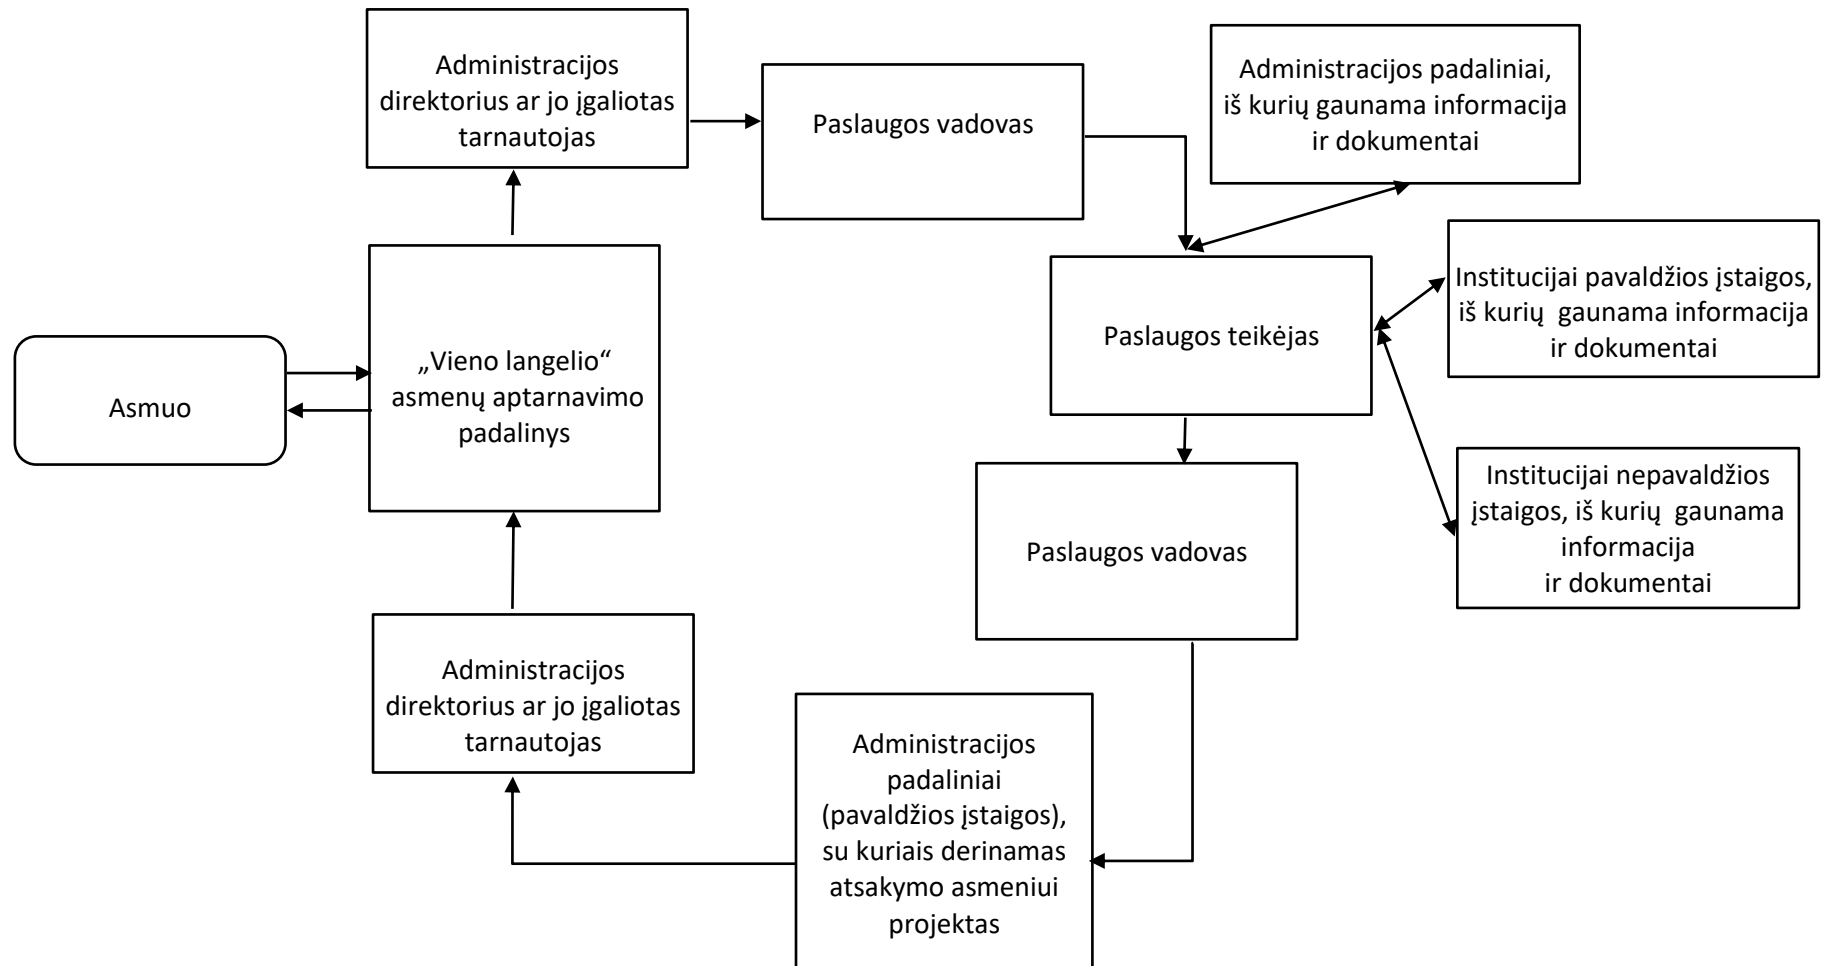 Administracijos
direktorius ar jo įgaliotas
tarnautojas
Paslaugos vadovas
Administracijos padaliniai,
iš kurių gaunama informacija
ir dokumentai
Institucijai pavaldžios įstaigos,
iš kurių gaunama informacija
ir dokumentai
Paslaugos teikėjas
„Vieno langelio“
asmenų aptarnavimo
padalinys
Asmuo
Institucijai nepavaldžios
įstaigos, iš kurių gaunama
informacija
ir dokumentai
Paslaugos vadovas
Administracijos
direktorius ar jo įgaliotas
tarnautojas
Administracijos
padaliniai
(pavaldžios įstaigos),
su kuriais derinamas
atsakymo asmeniui
projektas